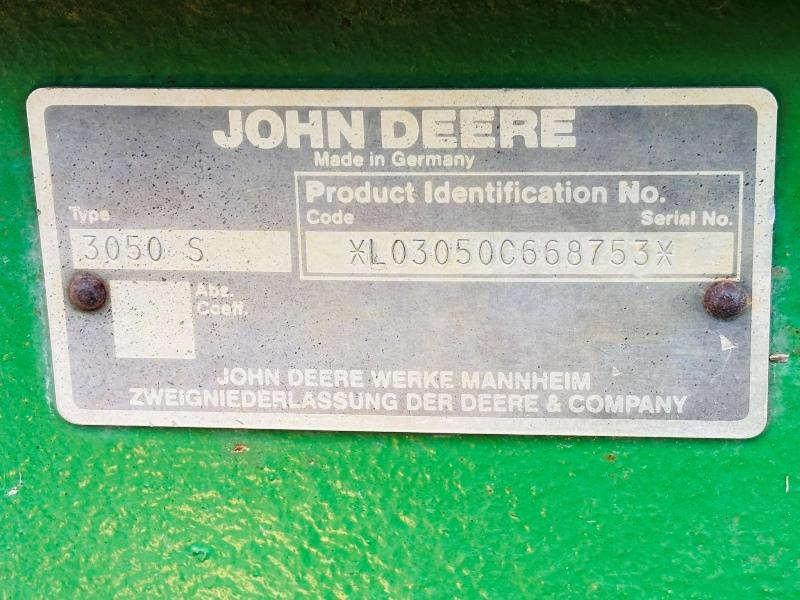 JOHN DEERE
Made in Germany
Product Identification No.
Type
Code Serial No.
3050 S
*L03050C668753*
Abs.
Coeff.
JOHN DEERE WERKE MANNHEIM
ZWEIGNIEDERLASSUNG DER DEERE & COMPANY